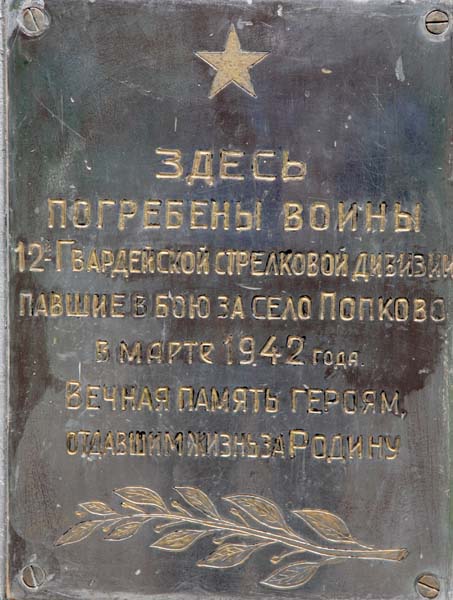 ЗДЕСЬ
ПОГРЕБЕНЫ ВОИНЫ
12й ГВАРДЕЙСКОЙ СТРЕЛКОВОЙ ДИВИЗИИ
ПАВШИЕ В БОЮ ЗА СЕЛО ПОПКОВО
В МАРТЕ 1942 ГОДА.
ВЕЧНАЯ ПАМЯТЬ ГЕРОЯМ,
ОТДАВШИМ ЖИЗНЬ ЗА РОДИНУ